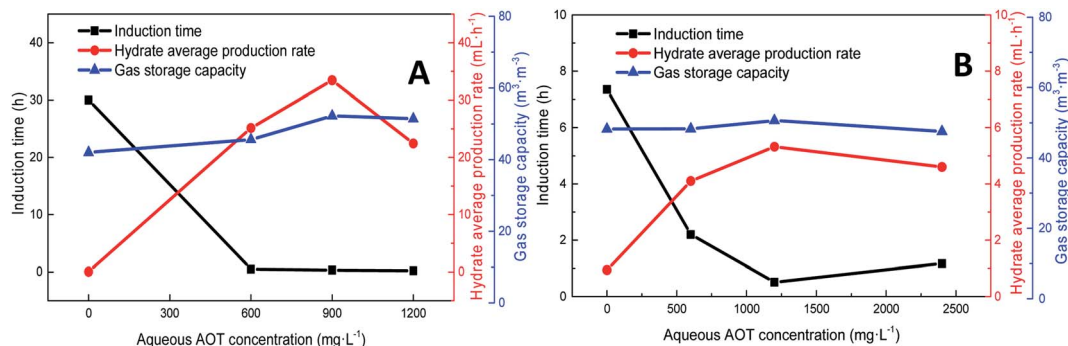 A
Induction time
Hydrate average production rate
Gas storage capacity
Induction time (h)
40
30
20
10
0
0
300
600
900
1200
Aqueous AOT concentration (mg·L⁻¹)
Hydrate average production rate (mL·h⁻¹)
40
30
20
10
0
Gas storage capacity (m³·m⁻³)
80
60
40
20
0
B
Induction time
Hydrate average production rate
Gas storage capacity
Induction time (h)
10
8
6
4
2
0
0
500
1000
1500
2000
2500
Aqueous AOT concentration (mg·L⁻¹)
Hydrate average production rate (mL·h⁻¹)
10
8
6
4
2
0
Gas storage capacity (m³·m⁻³)
80
60
40
20
0